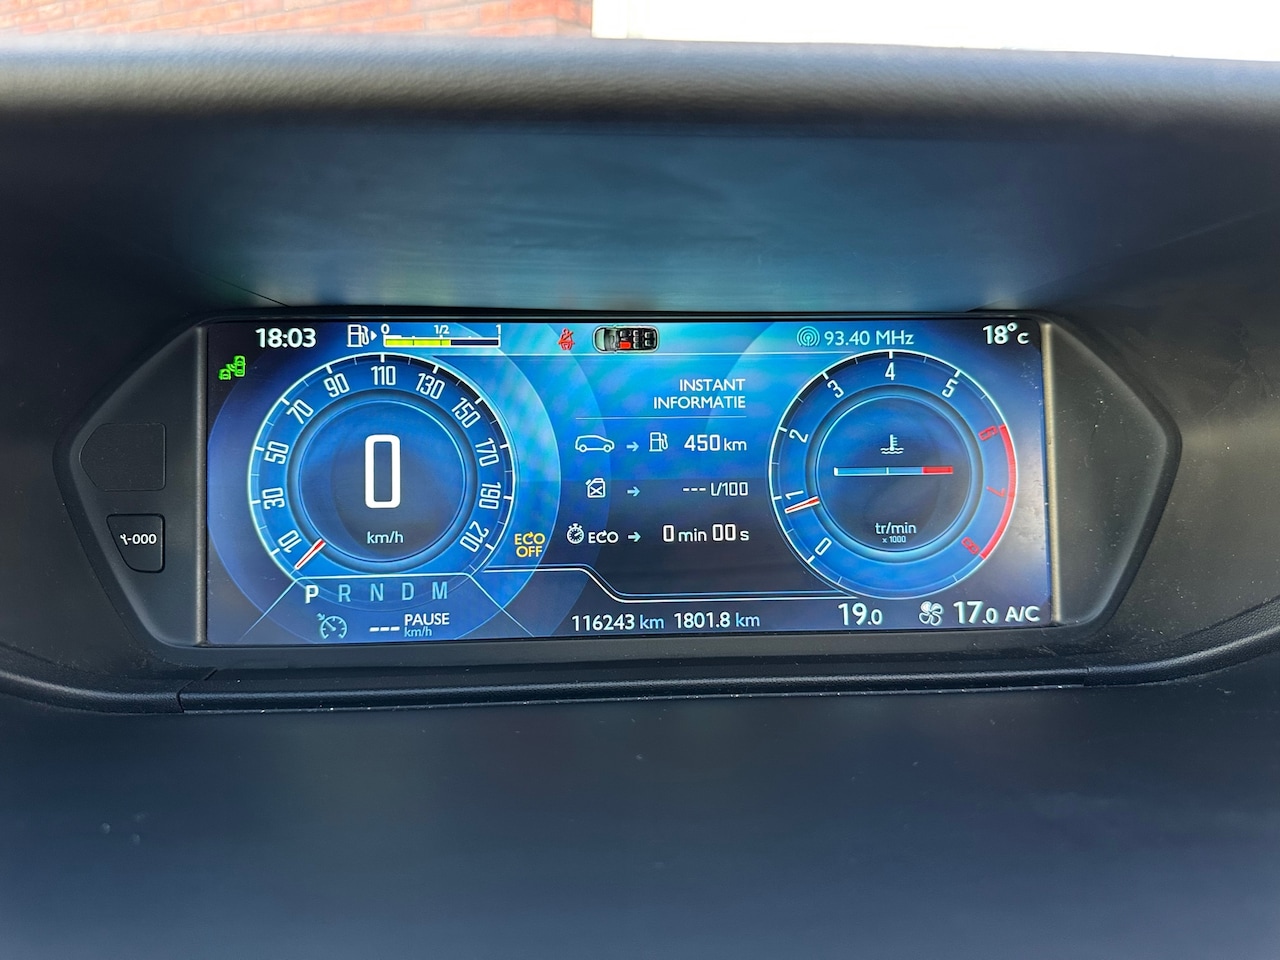 18:03
0 1/2 1
93.40 MHz
18°C
INSTANT
INFORMATIE
450 km
--- L/100
ECO 0 min 00 s
10 30 50 70 90 110 130 150 170 190 210
0
km/h
ECO
OFF
P R N D M
--- PAUSE
km/h
0 1 2 3 4 5 6 7 8
tr/min
x 1000
116243 km 1801.8 km
19.0
17.0 A/C
-000